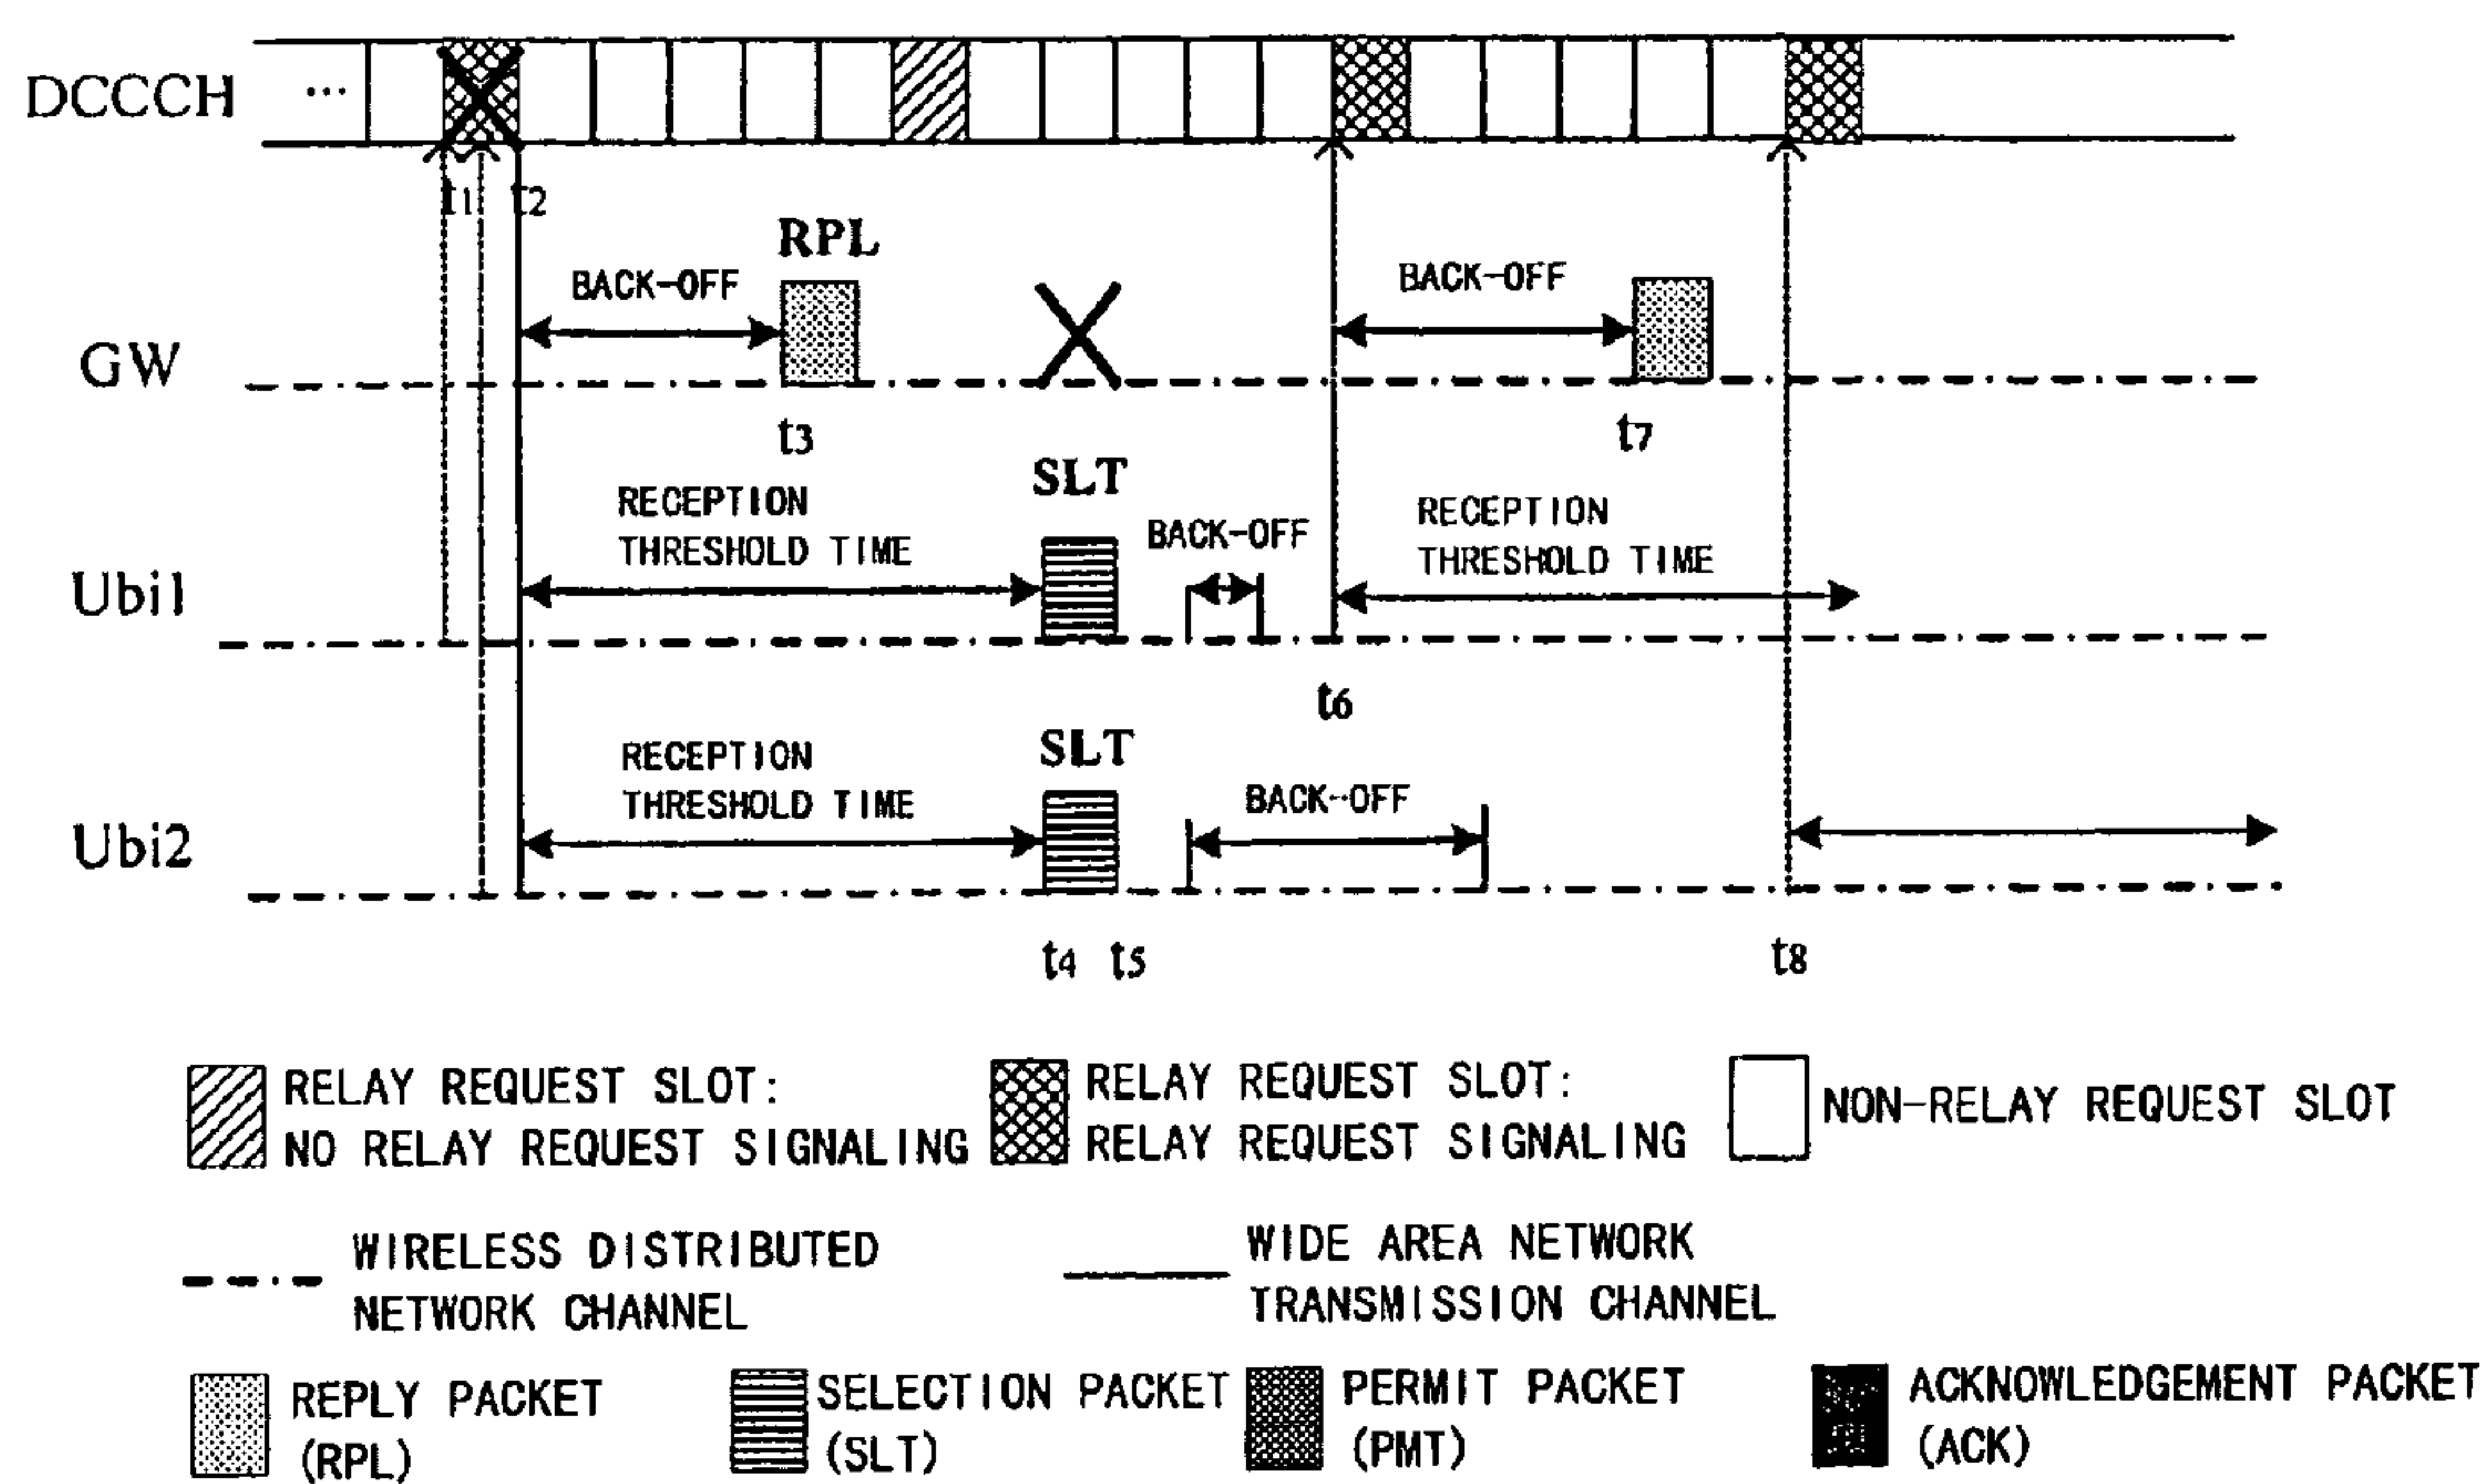 DCCCH ...
t1 t2
RPL
BACK-OFF
BACK-OFF
GW
t3
t7
SLT
RECEPTION
THRESHOLD TIME
BACK-OFF
RECEPTION
THRESHOLD TIME
Ubi1
t6
SLT
RECEPTION
THRESHOLD TIME
BACK-OFF
Ubi2
t4 t5
t8
RELAY REQUEST SLOT:
NO RELAY REQUEST SIGNALING
RELAY REQUEST SLOT:
RELAY REQUEST SIGNALING
NON-RELAY REQUEST SLOT
WIRELESS DISTRIBUTED
NETWORK CHANNEL
WIDE AREA NETWORK
TRANSMISSION CHANNEL
REPLY PACKET
(RPL)
SELECTION PACKET
(SLT)
PERMIT PACKET
(PMT)
ACKNOWLEDGEMENT PACKET
(ACK)